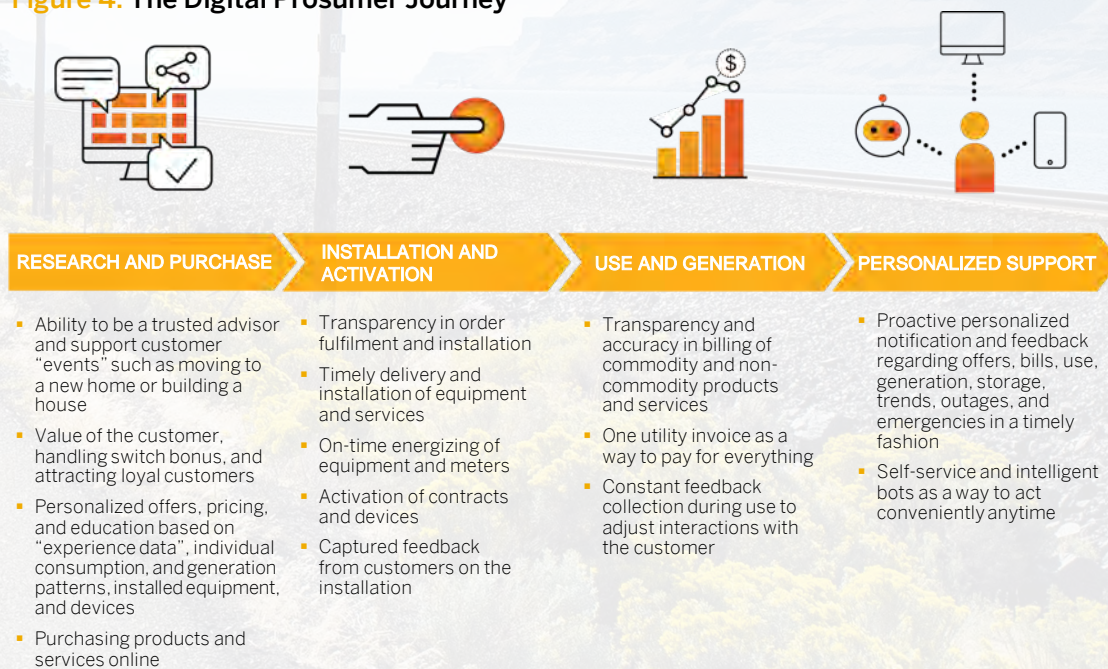 Figure 4: The Digital Prosumer Journey
$
RESEARCH AND PURCHASE
INSTALLATION AND
ACTIVATION
USE AND GENERATION
PERSONALIZED SUPPORT
▪ Ability to be a trusted advisor
and support customer
“events” such as moving to
a new home or building a
house
▪ Value of the customer,
handling switch bonus, and
attracting loyal customers
▪ Personalized offers, pricing,
and education based on
“experience data”, individual
consumption, and generation
patterns, installed equipment,
and devices
▪ Purchasing products and
services online
▪ Transparency in order
fulfilment and installation
▪ Timely delivery and
installation of equipment
and services
▪ On-time energizing of
equipment and meters
▪ Activation of contracts
and devices
▪ Captured feedback
from customers on the
installation
▪ Transparency and
accuracy in billing of
commodity and non-
commodity products
and services
▪ One utility invoice as a
way to pay for everything
▪ Constant feedback
collection during use to
adjust interactions with
the customer
▪ Proactive personalized
notification and feedback
regarding offers, bills, use,
generation, storage,
trends, outages, and
emergencies in a timely
fashion
▪ Self-service and intelligent
bots as a way to act
conveniently anytime